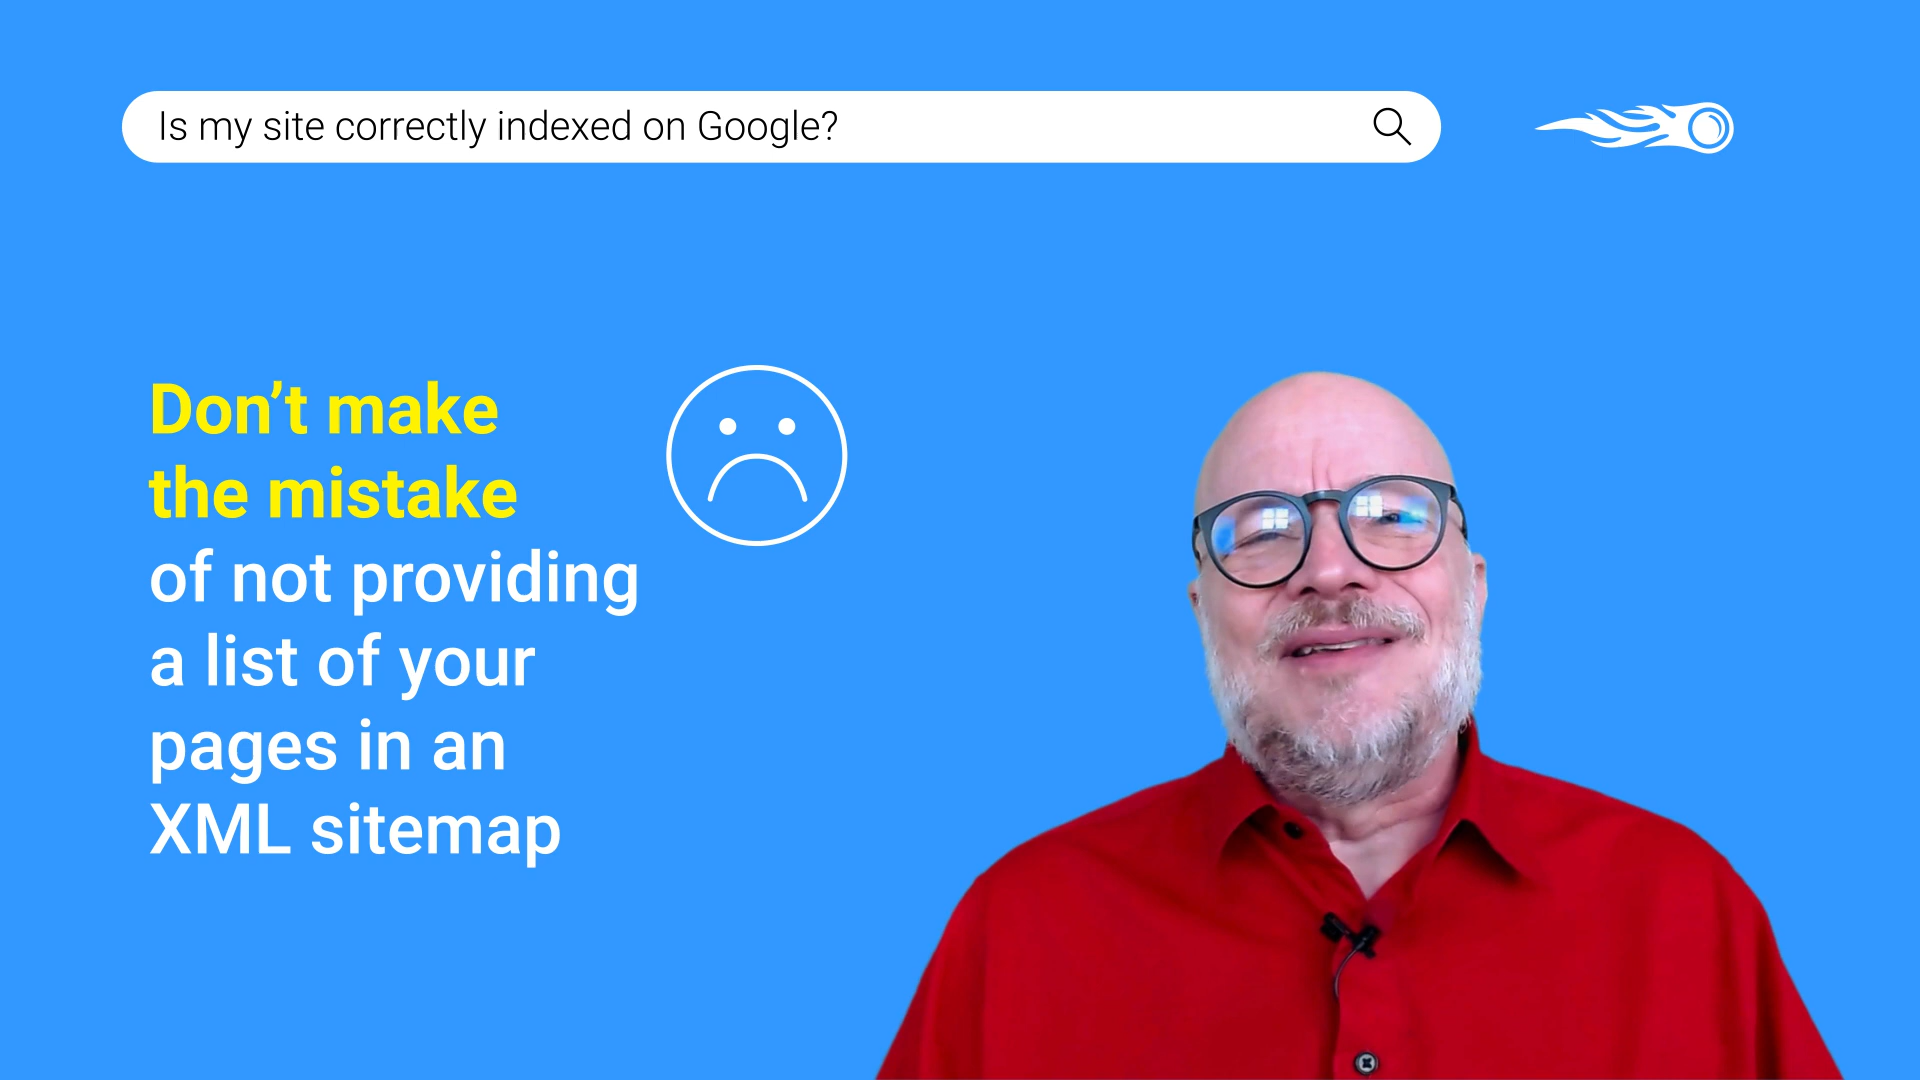 Is my site correctly indexed on Google?
Don’t make
the mistake
of not providing
a list of your
pages in an
XML sitemap